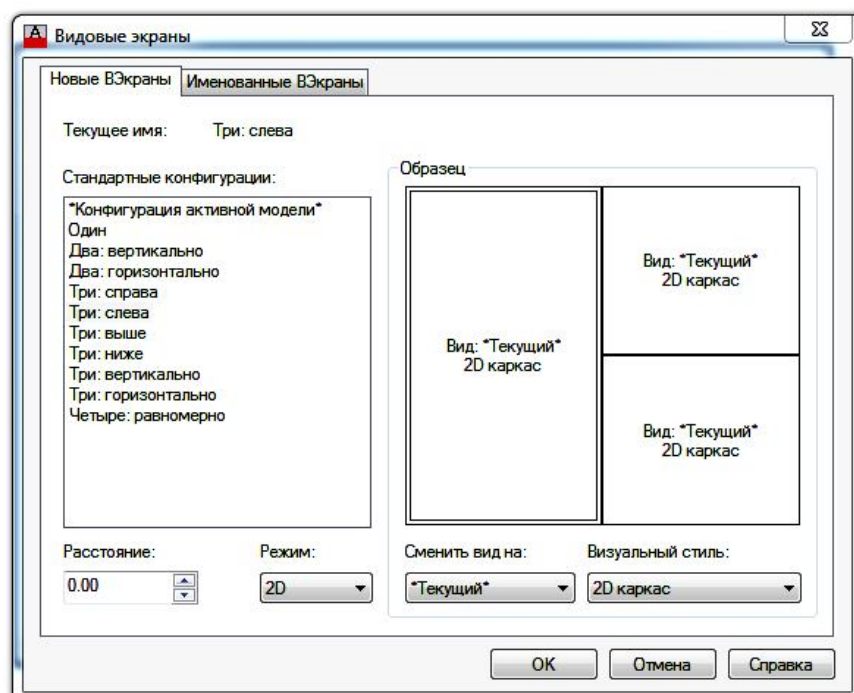 Видовые экраны
Новые ВЭкраны
Именованные ВЭкраны
Текущее имя: Три: слева
Стандартные конфигурации:
*Конфигурация активной модели*
Один
Два: вертикально
Два: горизонтально
Три: справа
Три: слева
Три: выше
Три: ниже
Три: вертикально
Три: горизонтально
Четыре: равномерно
Расстояние:
0.00
Режим:
2D
Образец
Вид: *Текущий*
2D каркас
Вид: *Текущий*
2D каркас
Вид: *Текущий*
2D каркас
Сменить вид на:
*Текущий*
Визуальный стиль:
2D каркас
OK
Отмена
Справка